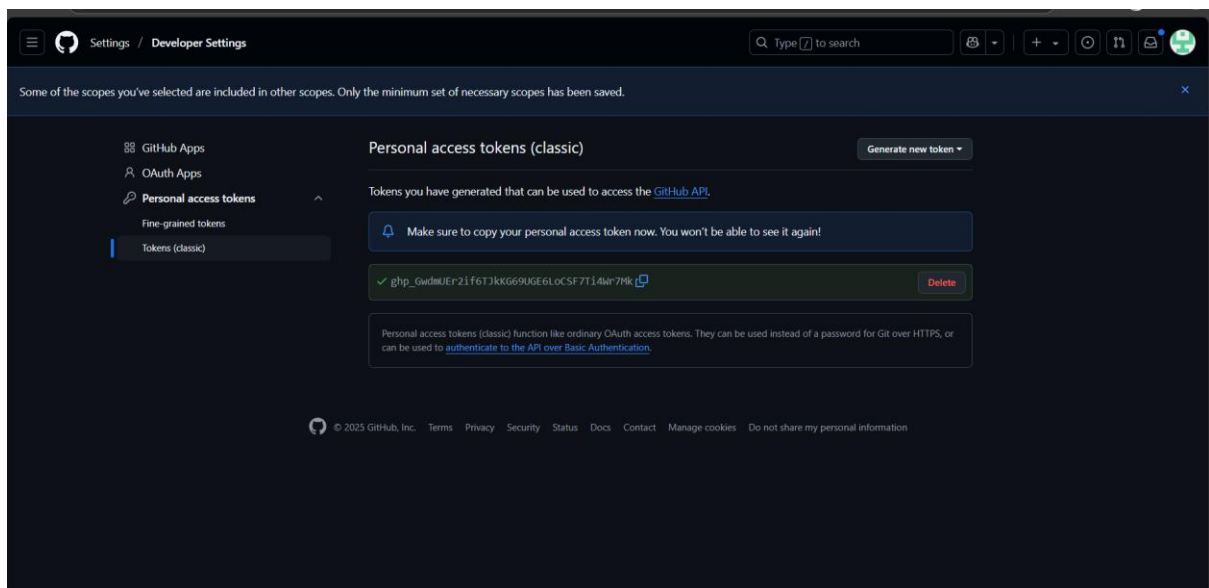 Settings / Developer Settings
Type / to search
Some of the scopes you've selected are included in other scopes. Only the minimum set of necessary scopes has been saved.
GitHub Apps
OAuth Apps
Personal access tokens
Fine-grained tokens
Tokens (classic)
Personal access tokens (classic)
Generate new token
Tokens you have generated that can be used to access the GitHub API.
Make sure to copy your personal access token now. You won't be able to see it again!
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
Delete
Personal access tokens (classic) function like ordinary OAuth access tokens. They can be used instead of a password for Git over HTTPS, or
can be used to authenticate to the API over Basic Authentication.
© 2025 GitHub, Inc. Terms Privacy Security Status Docs Contact Manage cookies Do not share my personal information